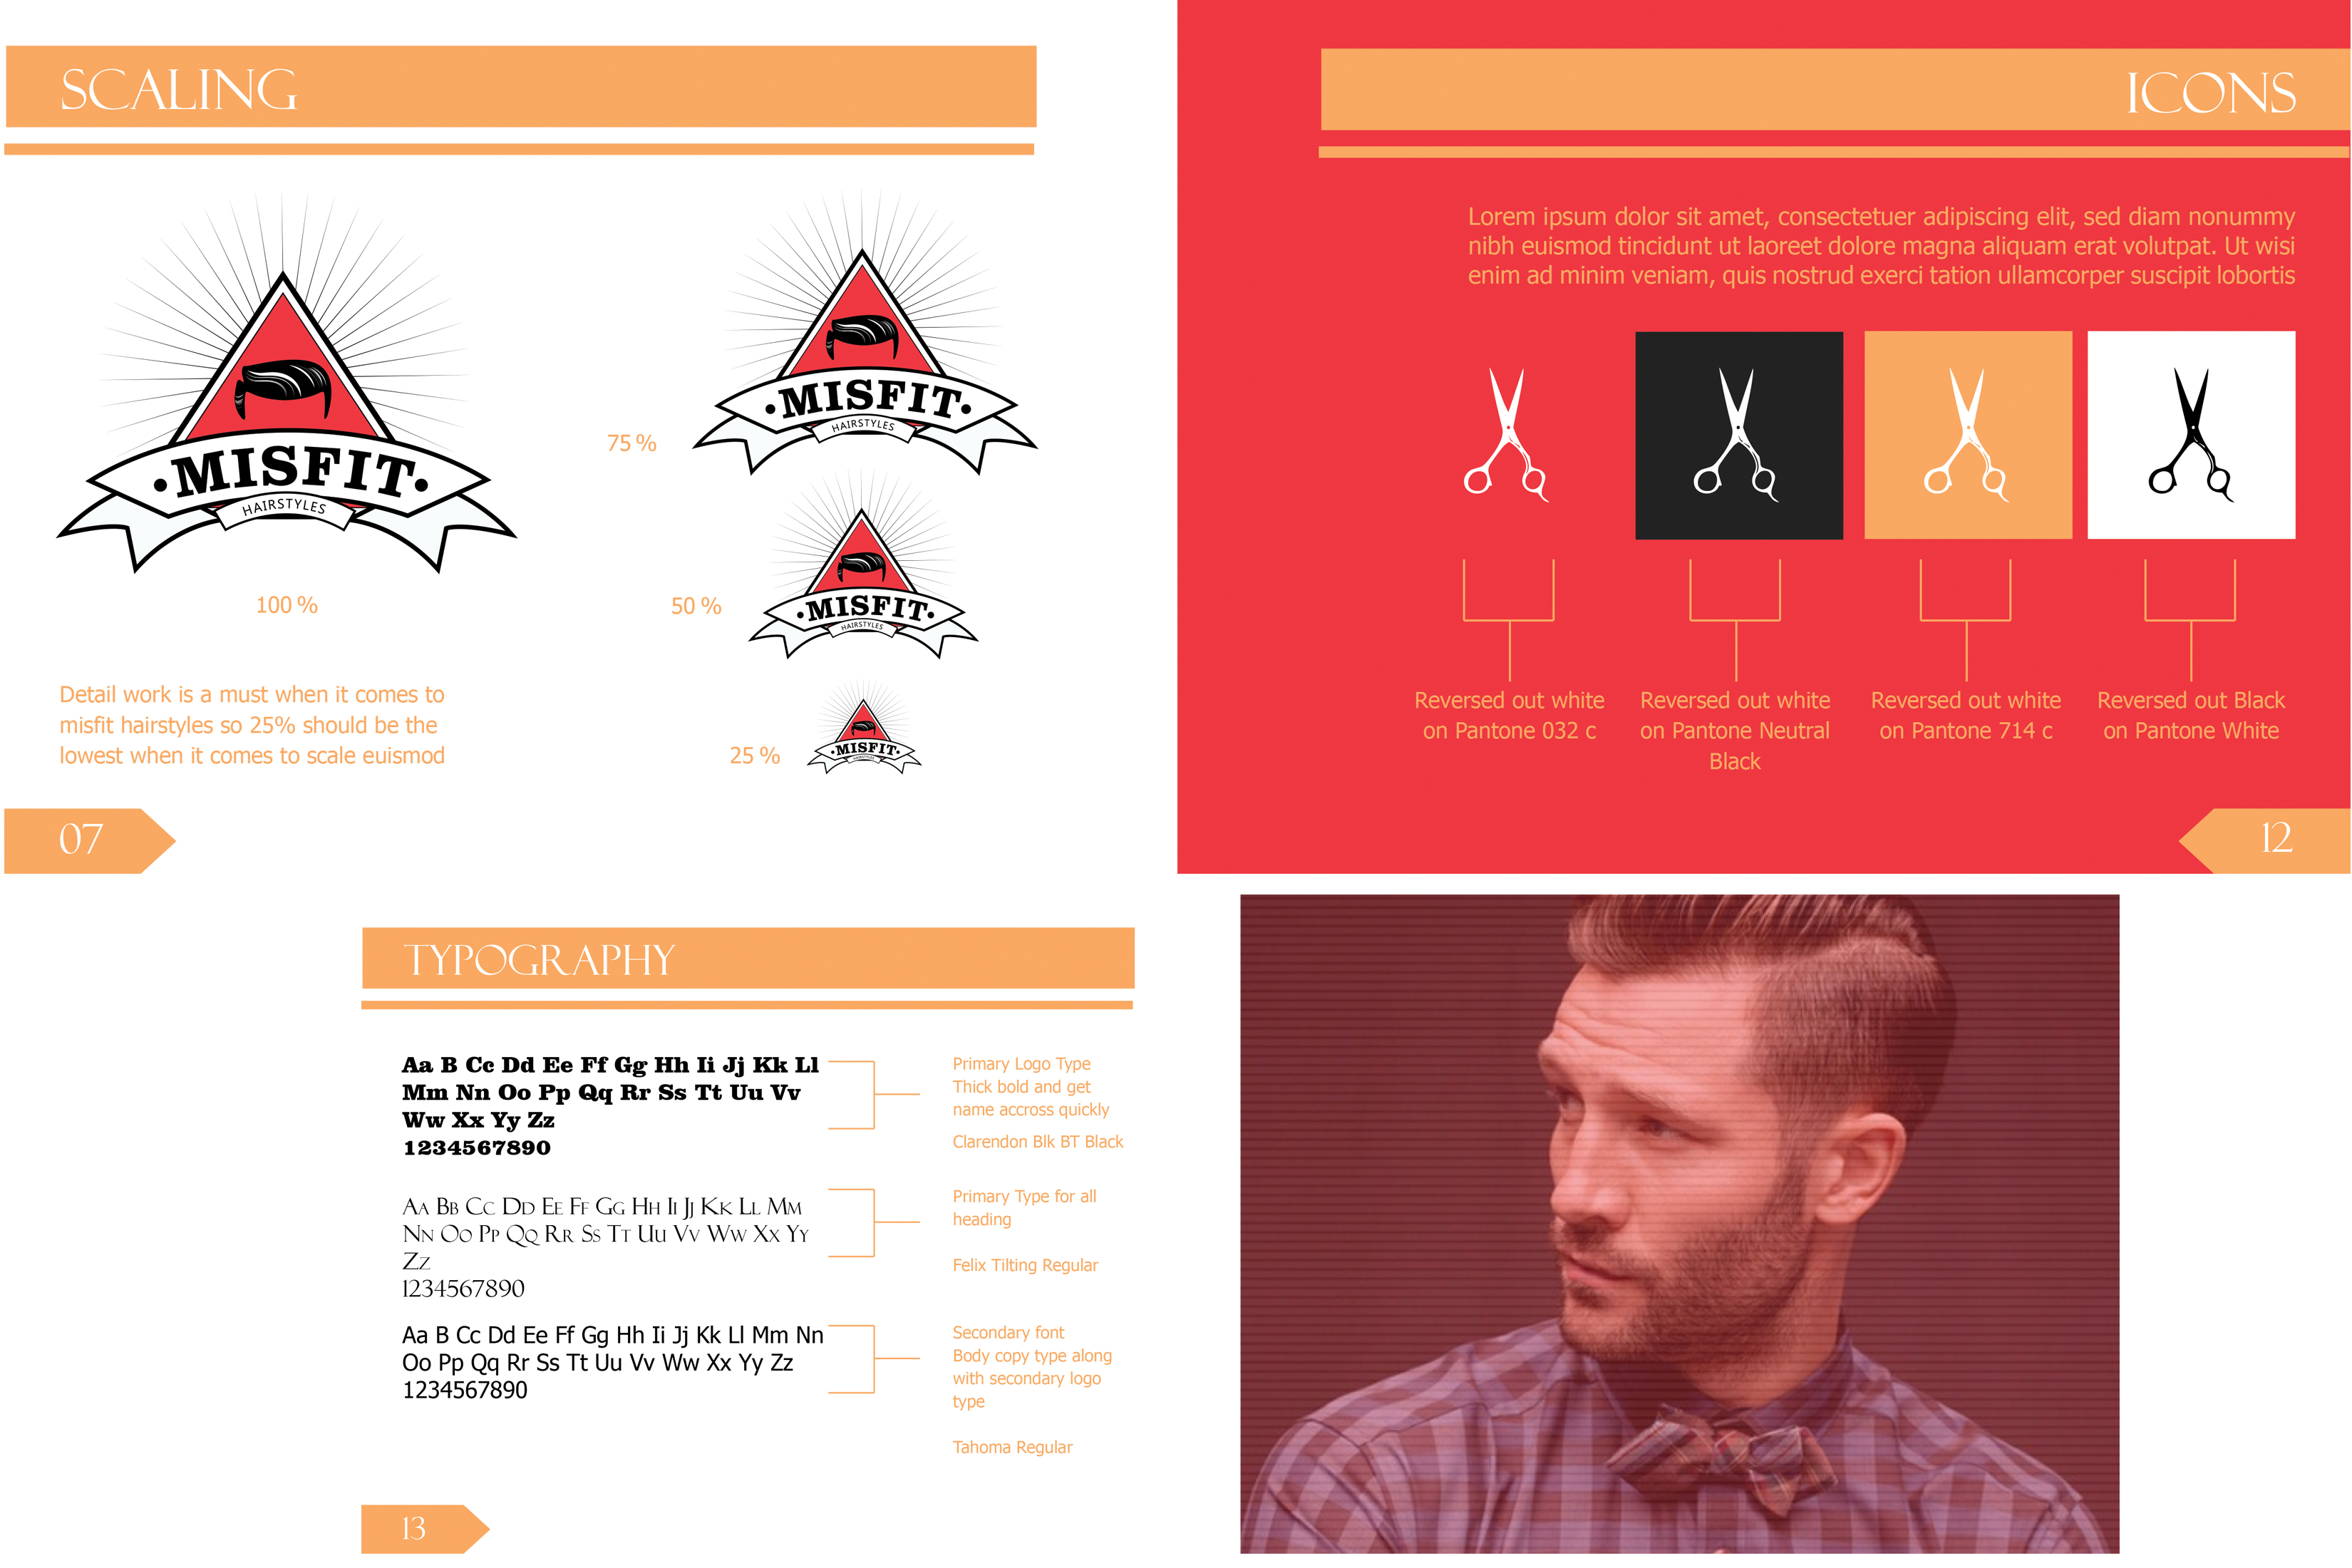 SCALING
·MISFIT·
HAIRSTYLES
100 %
75 %
·MISFIT·
HAIRSTYLES
50 %
·MISFIT·
HAIRSTYLES
25 %
·MISFIT·
Detail work is a must when it comes to
misfit hairstyles so 25% should be the
lowest when it comes to scale euismod
07
ICONS
Lorem ipsum dolor sit amet, consectetuer adipiscing elit, sed diam nonummy
nibh euismod tincidunt ut laoreet dolore magna aliquam erat volutpat. Ut wisi
enim ad minim veniam, quis nostrud exerci tation ullamcorper suscipit lobortis
Reversed out white
on Pantone 032 c
Reversed out white
on Pantone Neutral
Black
Reversed out white
on Pantone 714 c
Reversed out Black
on Pantone White
12
TYPOGRAPHY
Aa B Cc Dd Ee Ff Gg Hh Ii Jj Kk Ll
Mm Nn Oo Pp Qq Rr Ss Tt Uu Vv
Ww Xx Yy Zz
1234567890
Primary Logo Type
Thick bold and get
name accross quickly
Clarendon Blk BT Black
Aa Bb Cc Dd Ee Ff Gg Hh Ii Jj Kk Ll Mm
Nn Oo Pp Qq Rr Ss Tt Uu Vv Ww Xx Yy
Zz
1234567890
Primary Type for all
heading
Felix Tilting Regular
Aa B Cc Dd Ee Ff Gg Hh Ii Jj Kk Ll Mm Nn
Oo Pp Qq Rr Ss Tt Uu Vv Ww Xx Yy Zz
1234567890
Secondary font
Body copy type along
with secondary logo
type
Tahoma Regular
13